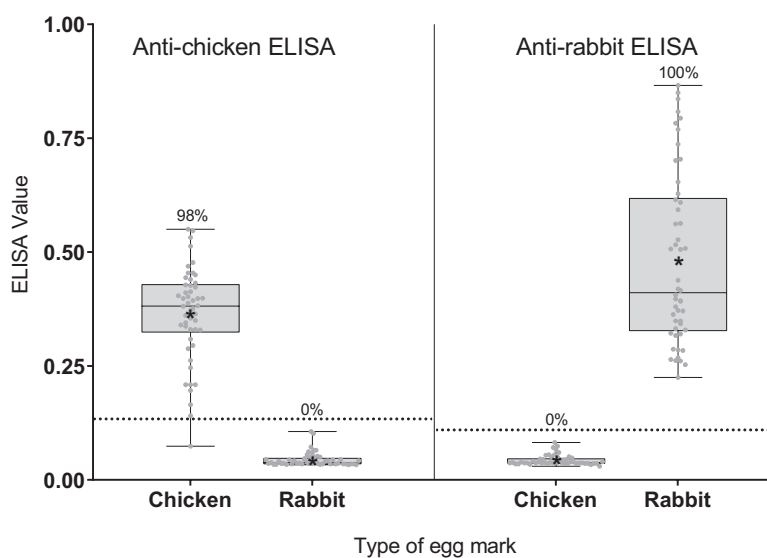 1.00
Anti-chicken ELISA
Anti-rabbit ELISA
100%
0.75
98%
ELISA Value
0.50
*
*
0.25
0%
0%
*
*
0.00
Chicken
Rabbit
Chicken
Rabbit
Type of egg mark